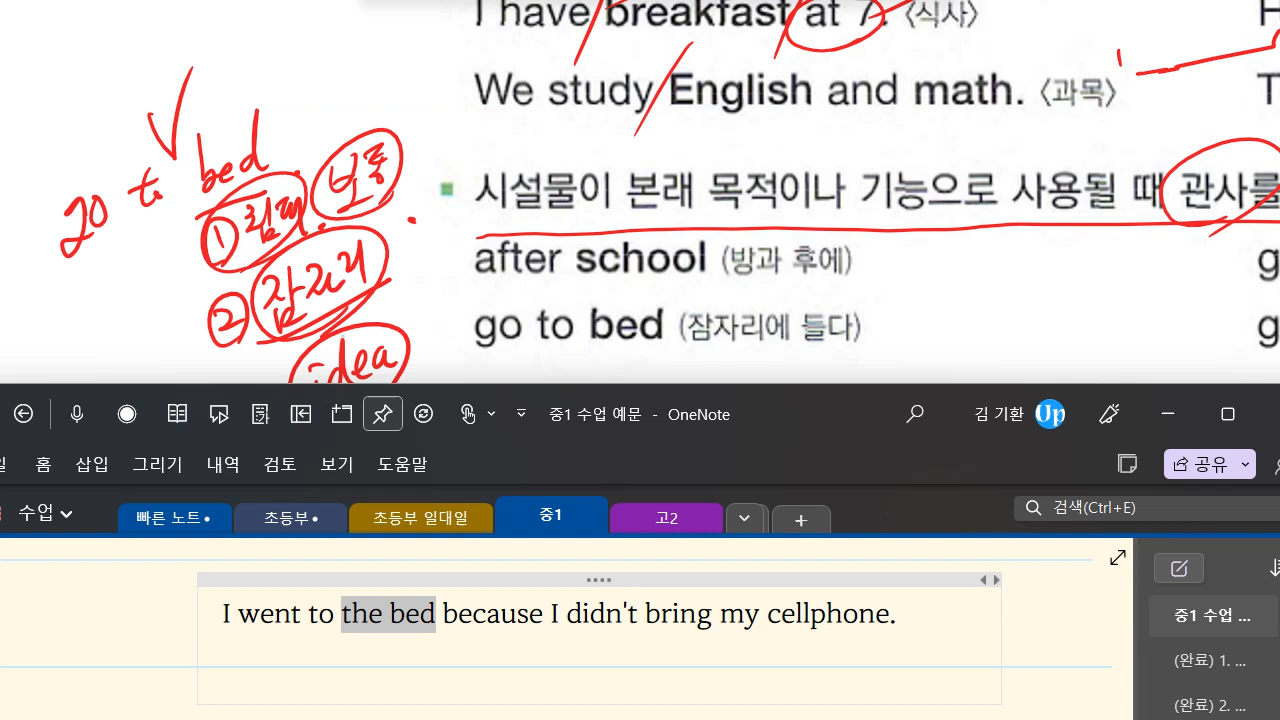 I have breakfast at 7. <식사>
H
We study English and math. <과목>
T
go to bed
① 침대 보통
② 잠자리
idea
시설물이 본래 목적이나 기능으로 사용될 때 관사를
after school (방과 후에)
g
go to bed (잠자리에 들다)
g
중1 수업 예문 - OneNote
김 기환
Up
홈 삽입 그리기 내역 검토 보기 도움말
공유
수업
빠른 노트• 초등부• 초등부 일대일 중1 고2
검색(Ctrl+E)
I went to the bed because I didn't bring my cellphone.
중1 수업 ...
(완료) 1. ...
(완료) 2. ...